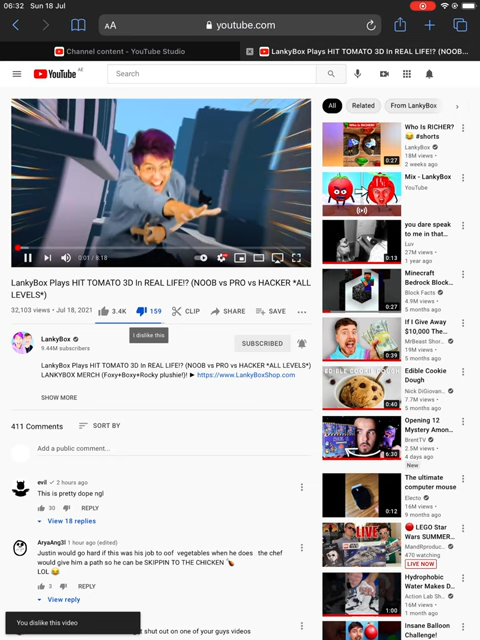 06:32 Sun 18 Jul
AA youtube.com
Channel content - YouTube Studio
LankyBox Plays HIT TOMATO 3D In REAL LIFE!? (NOOB...
YouTube AE
Search
0:01 / 8:18
LankyBox Plays HIT TOMATO 3D In REAL LIFE!? (NOOB vs PRO vs HACKER *ALL
LEVELS*)
32,103 views • Jul 18, 2021
3.4K 159 CLIP SHARE SAVE
I dislike this
LankyBox
9.44M subscribers
SUBSCRIBED
LankyBox Plays HIT TOMATO 3D In REAL LIFE!? (NOOB vs PRO vs HACKER *ALL LEVELS*)
LANKYBOX MERCH (Foxy+Boxy+Rocky plushie!)! ► https://www.LankyBoxShop.com
SHOW MORE
411 Comments SORT BY
Add a public comment...
evil 2 hours ago
This is pretty dope ngl
30 REPLY
View 18 replies
AryaAng3l 1 hour ago (edited)
Justin would go hard if this was his job to oof vegetables when he does the chef
would give him a path so he can be SKIPPIN TO THE CHICKEN 🍗
LOL 😂
3 REPLY
View reply
You dislike this video
shut out on one of your guys videos
All Related From LankyBox
Who Is RICHER?
😂 #shorts
LankyBox
18M views •
2 weeks ago
0:27
Mix - LankyBox
YouTube
you dare speak
to me in that...
Luv
27M views •
1 year ago
0:13
Minecraft
Bedrock Block...
Block Facts
4.9M views •
5 months ago
0:27
If I Give Away
$10,000 The...
MrBeast Shor...
19M views •
5 months ago
0:39
EDIBLE COOKIE DOUGH
Edible Cookie
Dough
Nick DiGiovan...
7.7M views •
5 months ago
0:40
Opening 12
Mystery Amon...
BrentTV
2.5M views •
4 days ago
New
6:30
The ultimate
computer mouse
Electo
16M views •
9 months ago
0:12
LIVE
LEGO Star
Wars SUMMER...
MandRproduc...
470 watching
LIVE NOW
Hydrophobic
Water Makes D...
Action Lab Sh...
16M views •
1 month ago
1:00
Insane Balloon
Challenge!